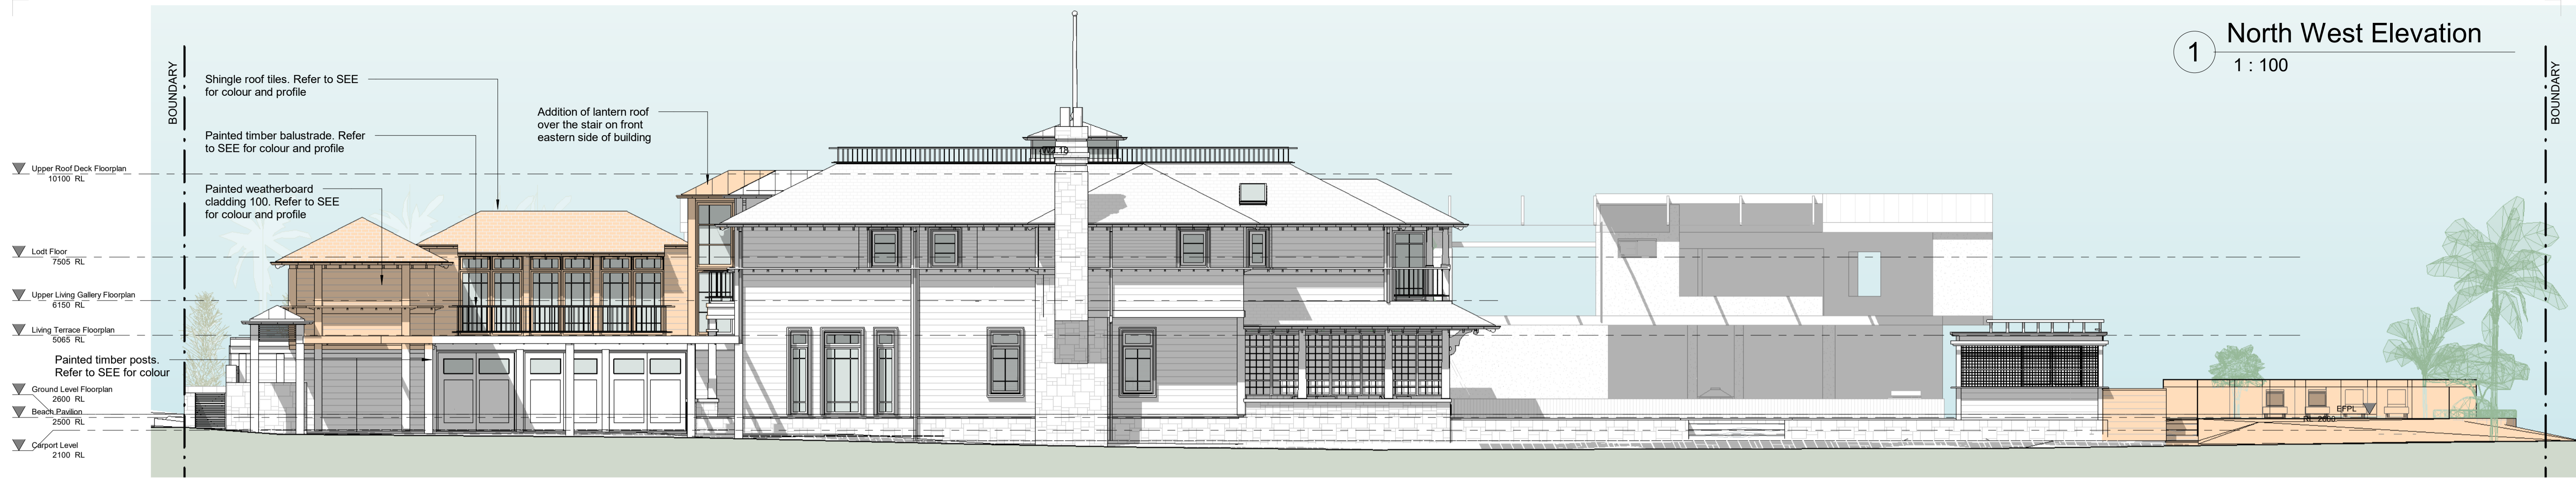 1
North West Elevation
1 : 100
BOUNDARY
BOUNDARY
Shingle roof tiles. Refer to SEE
for colour and profile
Painted timber balustrade. Refer
to SEE for colour and profile
Painted weatherboard
cladding 100. Refer to SEE
for colour and profile
Addition of lantern roof
over the stair on front
eastern side of building
Upper Roof Deck Floorplan
10100 RL
Lodt Floor
7505 RL
Upper Living Gallery Floorplan
6150 RL
Living Terrace Floorplan
5065 RL
Painted timber posts.
Refer to SEE for colour
Ground Level Floorplan
2600 RL
Beach Pavilion
2500 RL
Carport Level
2100 RL
EFPL